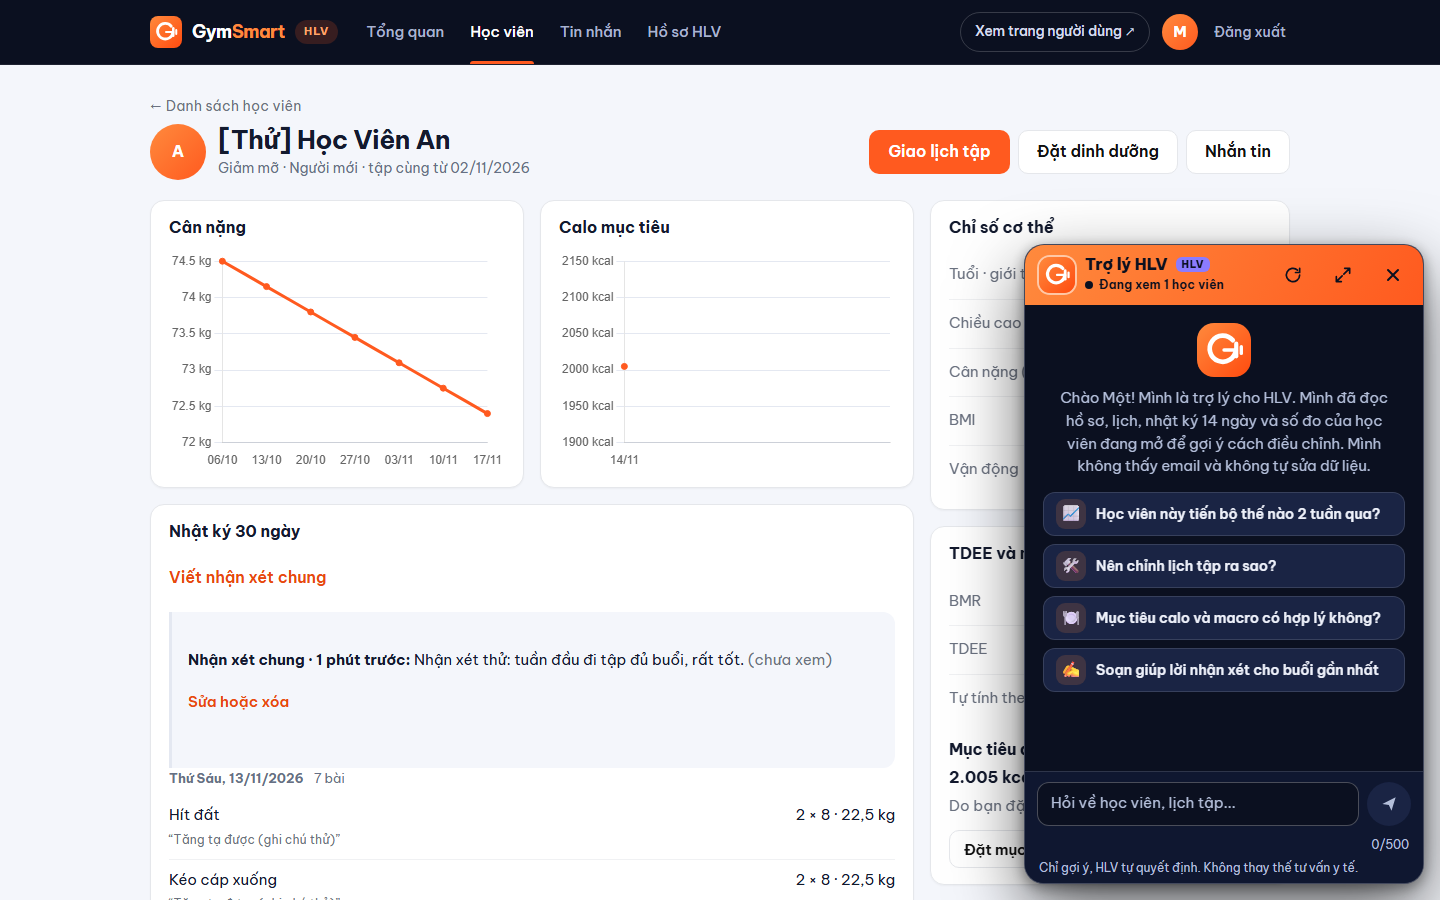 GymSmart HLV Tổng quan Học viên Tin nhắn Hồ sơ HLV Xem trang người dùng ↗ M Đăng xuất
← Danh sách học viên
A
[Thử] Học Viên An
Giảm mỡ · Người mới · tập cùng từ 02/11/2026
Giao lịch tập Đặt dinh dưỡng Nhắn tin
Cân nặng
74.5 kg
74 kg
73.5 kg
73 kg
72.5 kg
72 kg
06/10 13/10 20/10 27/10 03/11 10/11 17/11
Calo mục tiêu
2150 kcal
2100 kcal
2050 kcal
2000 kcal
1950 kcal
1900 kcal
14/11
Nhật ký 30 ngày
Viết nhận xét chung
Nhận xét chung · 1 phút trước: Nhận xét thử: tuần đầu đi tập đủ buổi, rất tốt. (chưa xem)
Sửa hoặc xóa
Thứ Sáu, 13/11/2026 7 bài
Hít đất 2 × 8 · 22,5 kg
“Tăng tạ được (ghi chú thử)”
Kéo cáp xuống 2 × 8 · 22,5 kg
Chỉ số cơ thể
Tuổi · giới
Chiều cao
Cân nặng
BMI
Vận động
TDEE và
BMR
TDEE
Tự tính
Mục tiêu
2.005
Do bạn
Đặt
Trợ lý HLV HLV
Đang xem 1 học viên
Chào Một! Mình là trợ lý cho HLV. Mình đã đọc
hồ sơ, lịch, nhật ký 14 ngày và số đo của học
viên đang mở để gợi ý cách điều chỉnh. Mình
không thấy email và không tự sửa dữ liệu.
Học viên này tiến bộ thế nào 2 tuần qua?
Nên chỉnh lịch tập ra sao?
Mục tiêu calo và macro có hợp lý không?
Soạn giúp lời nhận xét cho buổi gần nhất
Hỏi về học viên, lịch tập...
0/500
Chỉ gợi ý, HLV tự quyết định. Không thay thế tư vấn y tế.